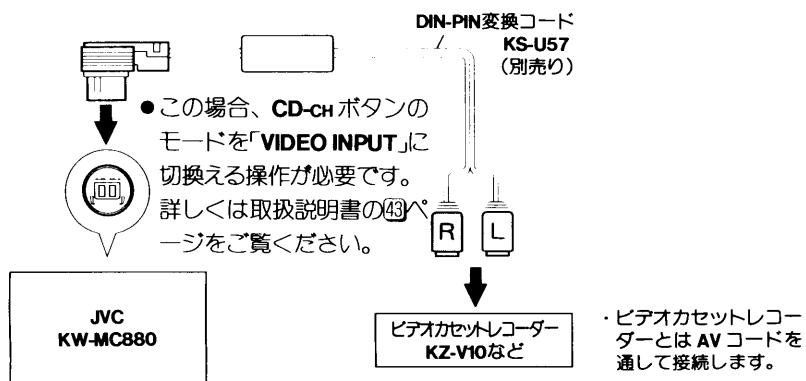 DIN-PIN変換コード
KS-U57
(別売り)
●この場合、CD-CHボタンの
モードを「VIDEO INPUT」に
切換える操作が必要です。
詳しくは取扱説明書の43ペ
ージをご覧ください。
R L
JVC
KW-MC880
ビデオカセットレコーダー
KZ-V10など
・ビデオカセットレコー
ダーとは AV コードを
通して接続します。